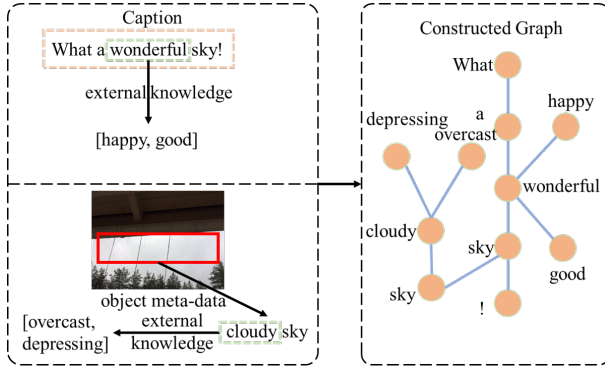 Caption
What a wonderful sky!
external knowledge
[happy, good]
object meta-data
[overcast,
depressing]
external
knowledge
cloudy sky
Constructed Graph
What
a
happy
depressing
overcast
wonderful
cloudy
sky
good
sky
!